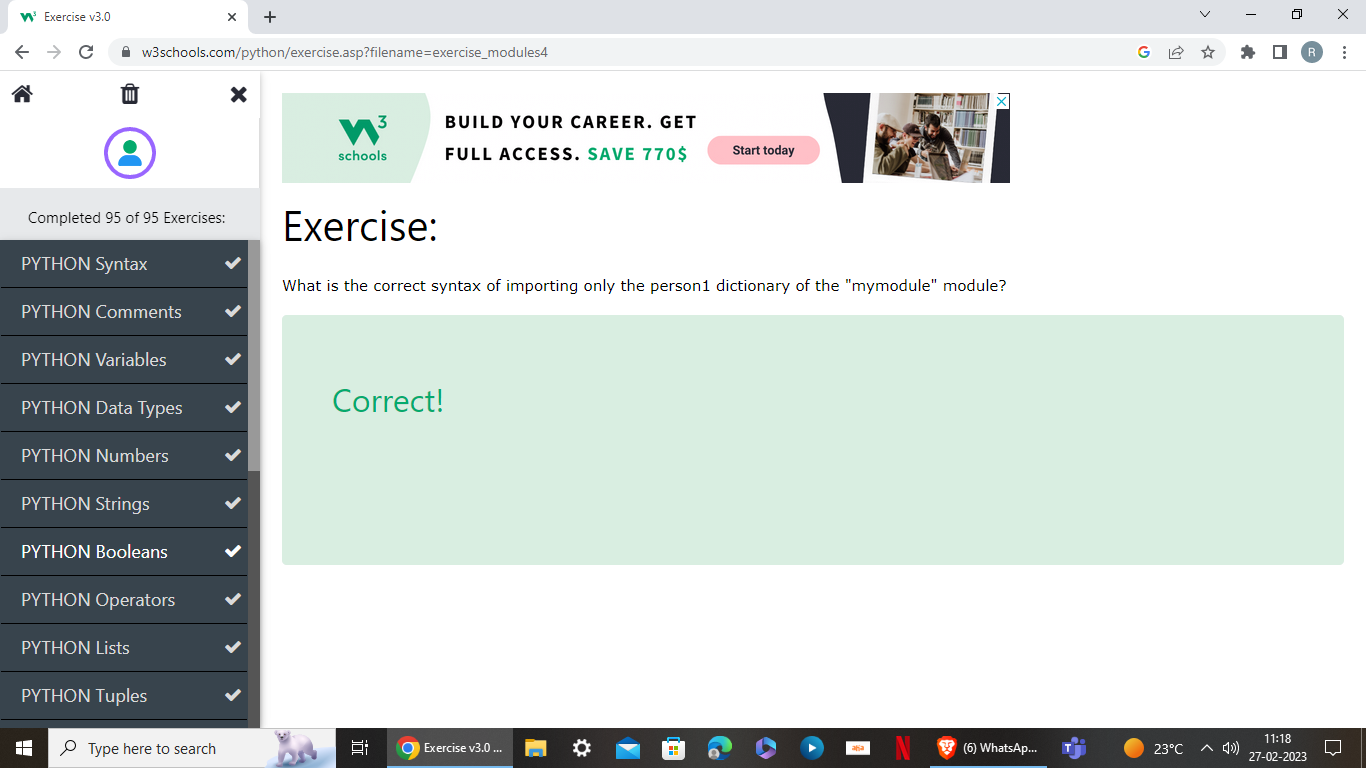 Exercise v3.0
w3schools.com/python/exercise.asp?filename=exercise_modules4
R
W3 schools
BUILD YOUR CAREER. GET
FULL ACCESS. SAVE 770$
Start today
Completed 95 of 95 Exercises:
PYTHON Syntax
PYTHON Comments
PYTHON Variables
PYTHON Data Types
PYTHON Numbers
PYTHON Strings
PYTHON Booleans
PYTHON Operators
PYTHON Lists
PYTHON Tuples
Exercise:
What is the correct syntax of importing only the person1 dictionary of the "mymodule" module?
Correct!
Type here to search
Exercise v3.0 ...
(6) WhatsAp...
23°C
11:18
27-02-2023